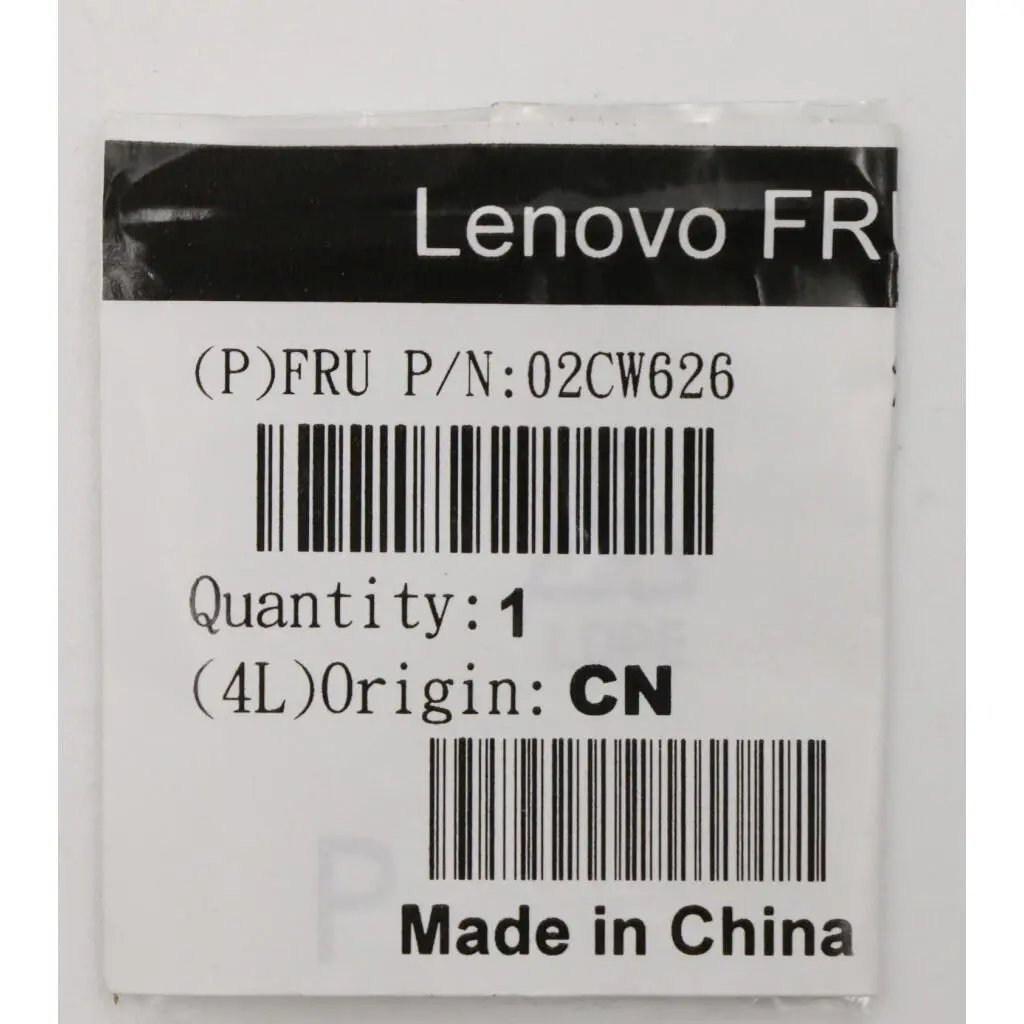 Lenovo FR
(P)FRU P/N:02CW626
Quantity:1
(4L)Origin: CN
P
Made in China